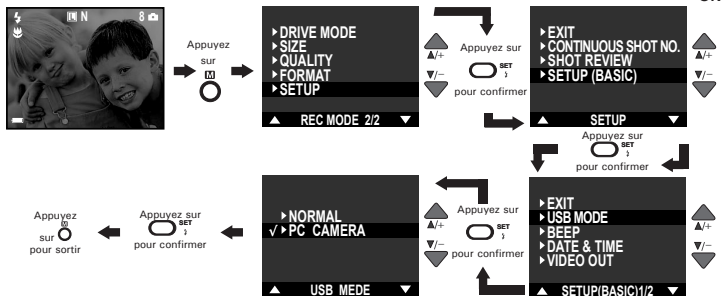 N 8
Appuyez
sur
M
DRIVE MODE
SIZE
QUALITY
FORMAT
SETUP
REC MODE 2/2
▲/+
▼/–
Appuyez sur
SET
pour confirmer
EXIT
CONTINUOUS SHOT NO.
SHOT REVIEW
SETUP (BASIC)
SETUP
▲/+
▼/–
Appuyez sur
SET
pour confirmer
EXIT
USB MODE
BEEP
DATE & TIME
VIDEO OUT
SETUP(BASIC)1/2
▲/+
▼/–
Appuyez sur
SET
pour confirmer
▲/+
▼/–
NORMAL
√ PC CAMERA
USB MEDE
Appuyez sur
SET
pour confirmer
Appuyez
M
sur
pour sortir